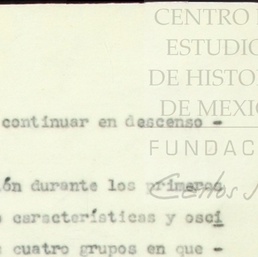 CENTRO
ESTUDIO
DE HISTO
DE MEXI
FUNDAC
continuar en descenso -
ón durante los primeros
características y osci
cuatro grupos en que -